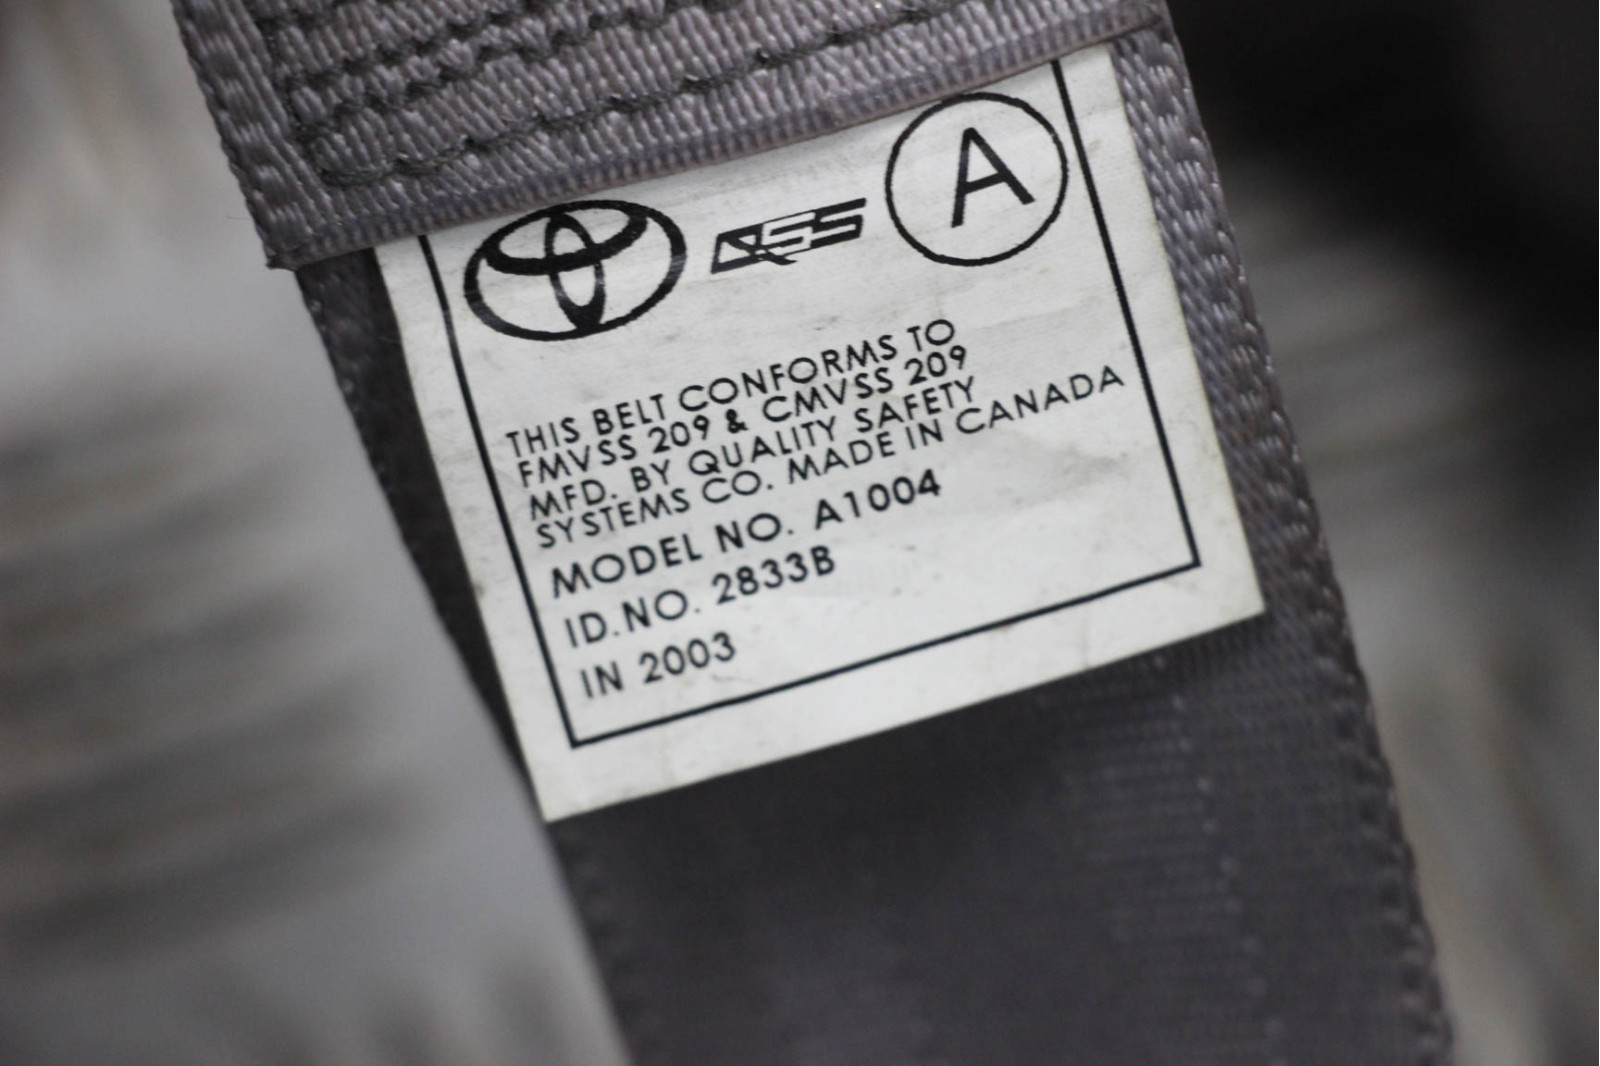 QSS A
THIS BELT CONFORMS TO
FMVSS 209 & CMVSS 209
MFD. BY QUALITY SAFETY
SYSTEMS CO. MADE IN CANADA
MODEL NO. A1004
ID.NO. 2833B
IN 2003